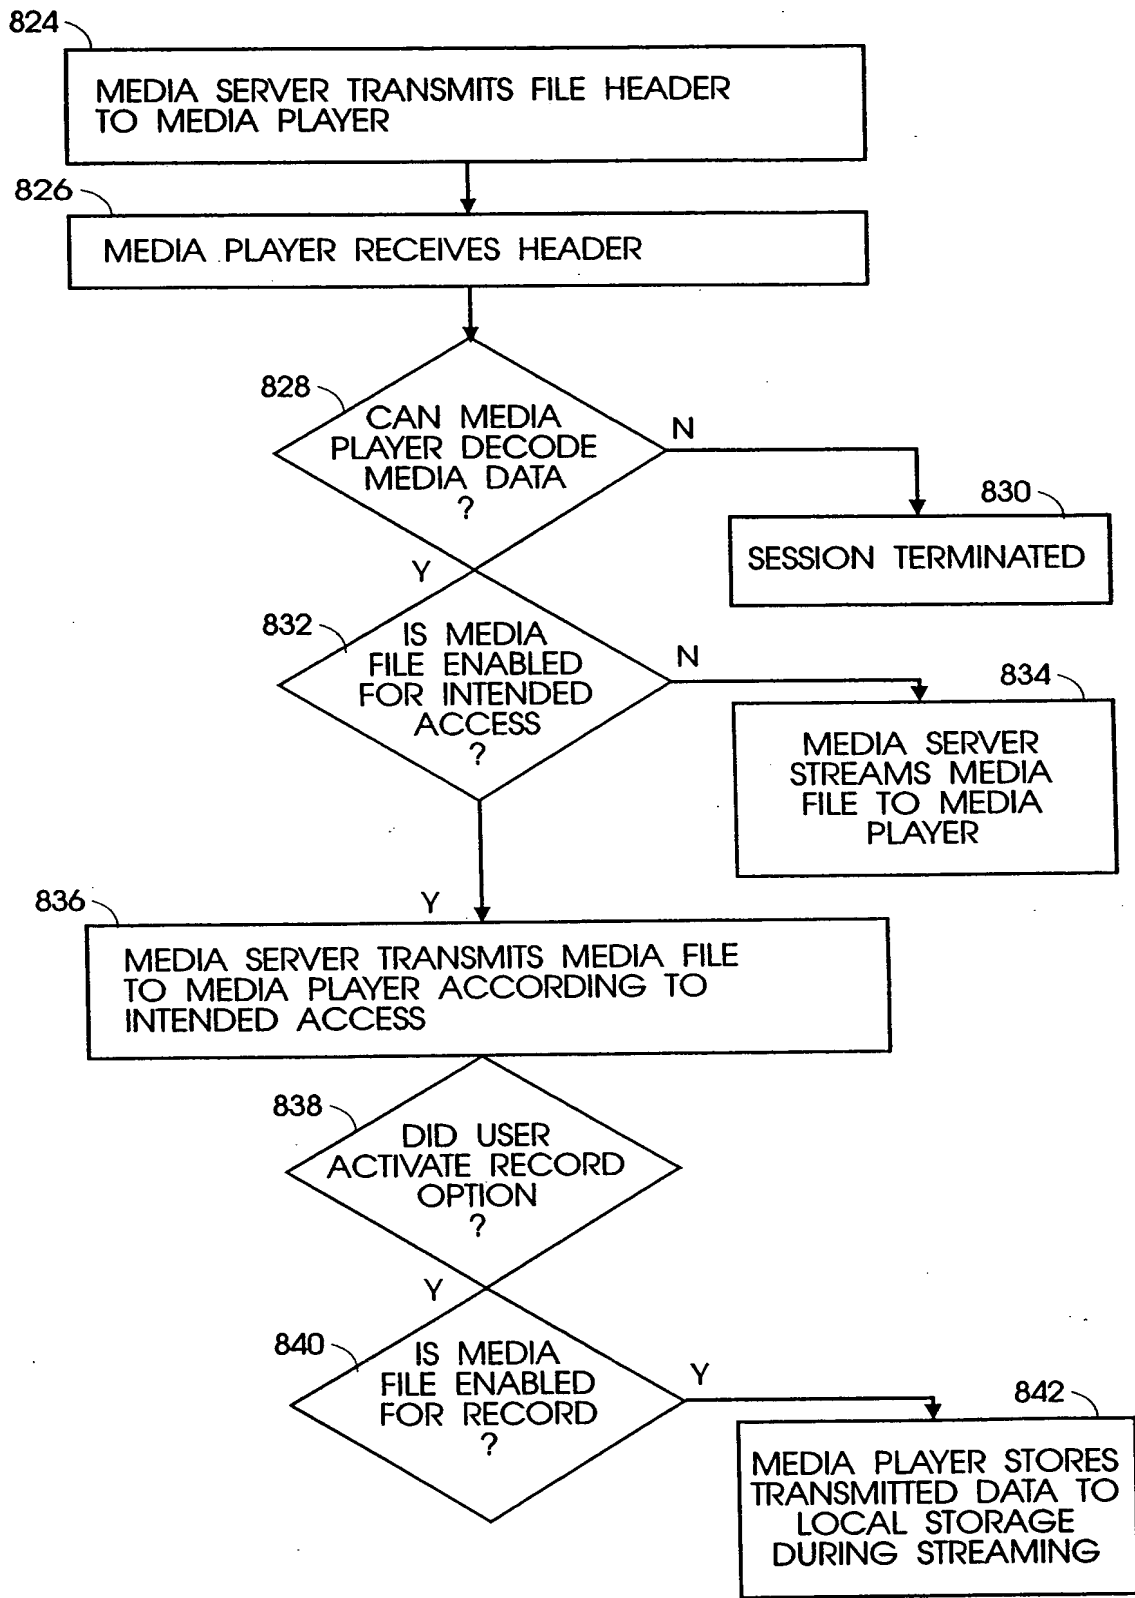 824
MEDIA SERVER TRANSMITS FILE HEADER
TO MEDIA PLAYER
826
MEDIA PLAYER RECEIVES HEADER
828
CAN MEDIA
PLAYER DECODE
MEDIA DATA
?
N
830
SESSION TERMINATED
Y
832
IS MEDIA
FILE ENABLED
FOR INTENDED
ACCESS
?
N
834
MEDIA SERVER
STREAMS MEDIA
FILE TO MEDIA
PLAYER
Y
836
MEDIA SERVER TRANSMITS MEDIA FILE
TO MEDIA PLAYER ACCORDING TO
INTENDED ACCESS
838
DID USER
ACTIVATE RECORD
OPTION
?
Y
840
IS MEDIA
FILE ENABLED
FOR RECORD
?
Y
842
MEDIA PLAYER STORES
TRANSMITTED DATA TO
LOCAL STORAGE
DURING STREAMING